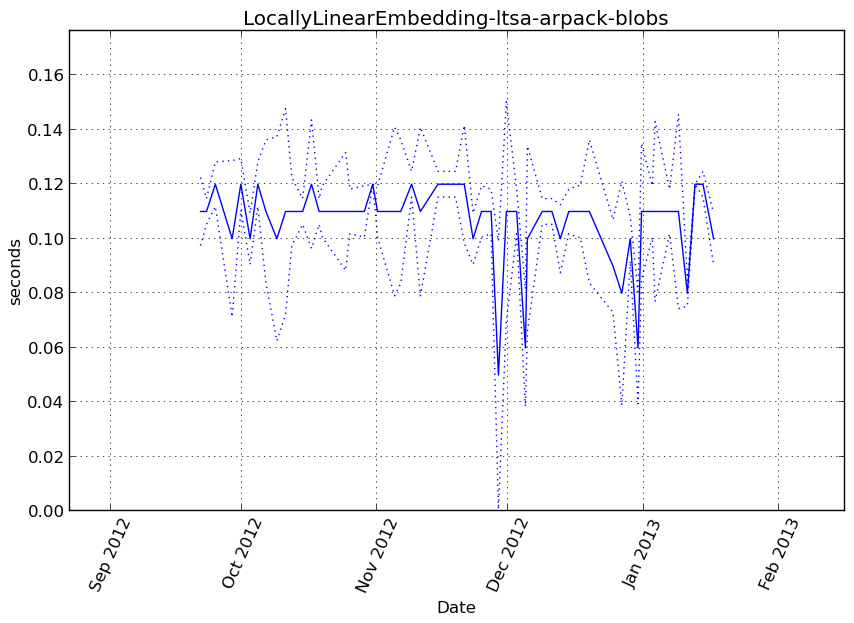 LocallyLinearEmbedding-ltsa-arpack-blobs
0.16
0.14
0.12
0.10
0.08
0.06
0.04
0.02
0.00
seconds
Sep 2012
Oct 2012
Nov 2012
Dec 2012
Jan 2013
Feb 2013
Date